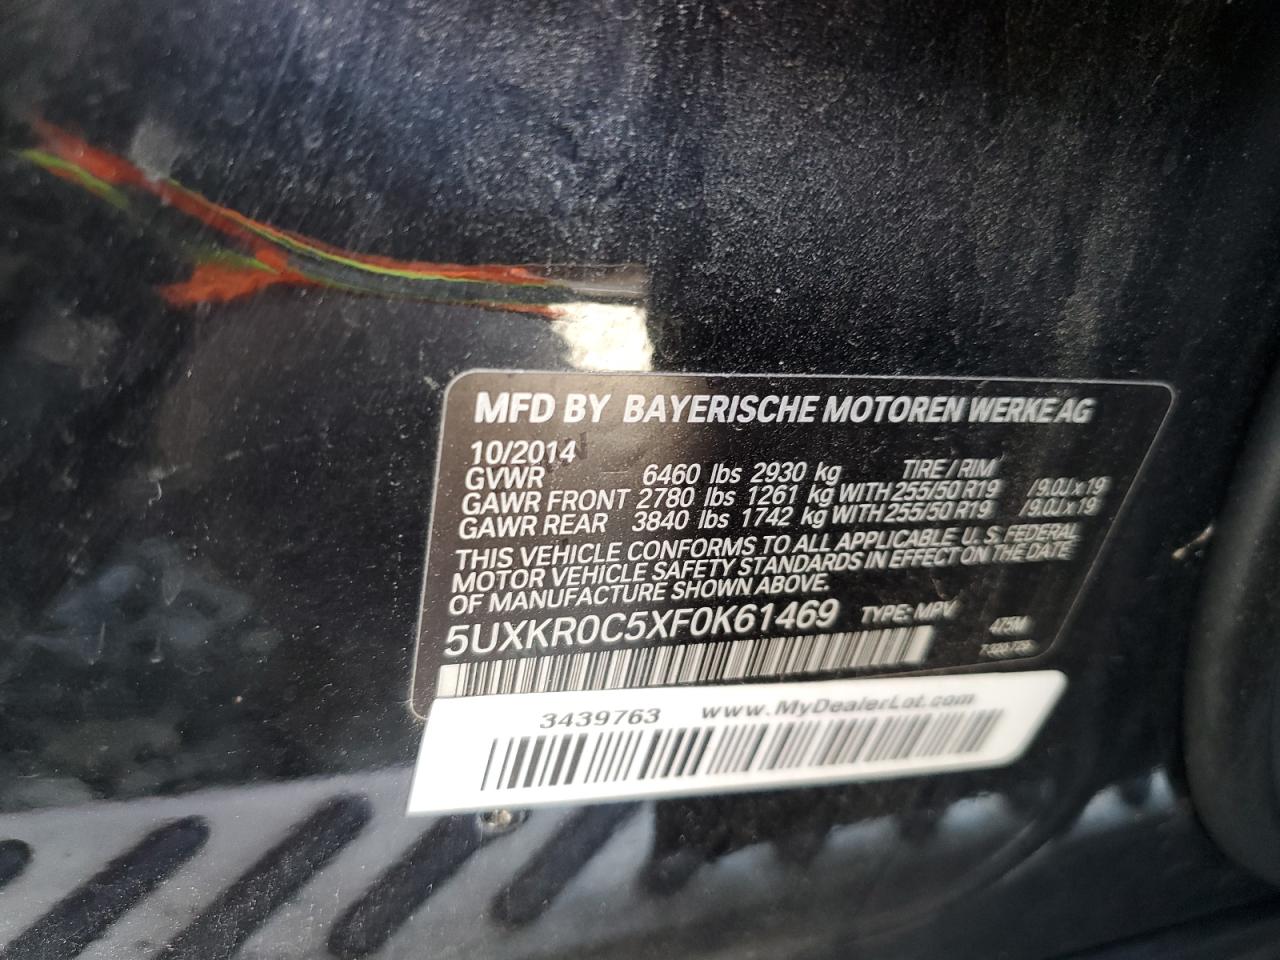 MFD BY BAYERISCHE MOTOREN WERKE AG
10/2014
GVWR 6460 lbs 2930 kg TIRE / RIM
GAWR FRONT 2780 lbs 1261 kg WITH 255/50 R19 / 9.0J x 19
GAWR REAR 3840 lbs 1742 kg WITH 255/50 R19 / 9.0J x 19
THIS VEHICLE CONFORMS TO ALL APPLICABLE U. S. FEDERAL
MOTOR VEHICLE SAFETY STANDARDS IN EFFECT ON THE DATE
OF MANUFACTURE SHOWN ABOVE.
5UXKR0C5XF0K61469 TYPE: MPV
475M
3439763 www.MyDealerLot.com